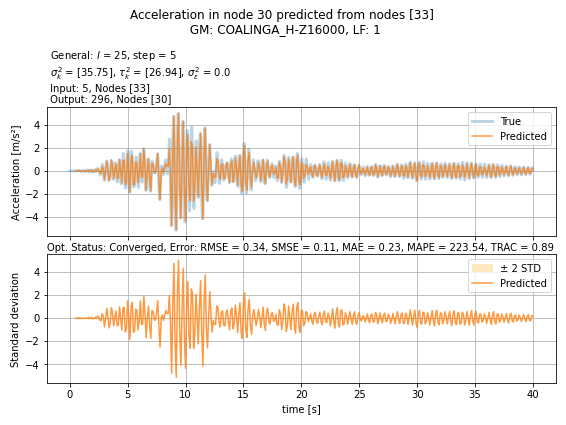 Acceleration in node 30 predicted from nodes [33]
GM: COALINGA_H-Z16000, LF: 1
General: l = 25, step = 5
σ²ₖ = [35.75], τ²ₖ = [26.94], σ²ε = 0.0
Input: 5, Nodes [33]
Output: 296, Nodes [30]
Acceleration [m/s²]
4
2
0
−2
−4
True
Predicted
Opt. Status: Converged, Error: RMSE = 0.34, SMSE = 0.11, MAE = 0.23, MAPE = 223.54, TRAC = 0.89
Standard deviation
4
2
0
−2
−4
± 2 STD
Predicted
0 5 10 15 20 25 30 35 40
time [s]